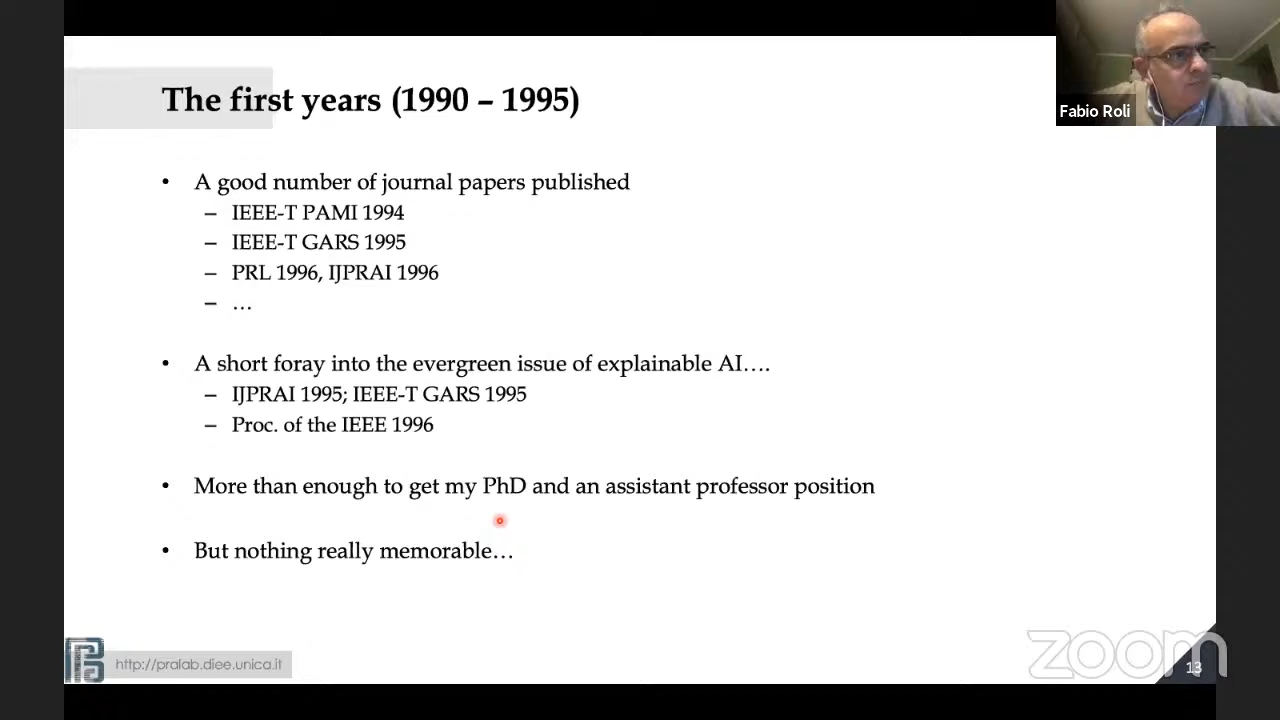 The first years (1990 – 1995)
Fabio Roli
• A good number of journal papers published
– IEEE-T PAMI 1994
– IEEE-T GARS 1995
– PRL 1996, IJPRAI 1996
– …
• A short foray into the evergreen issue of explainable AI….
– IJPRAI 1995; IEEE-T GARS 1995
– Proc. of the IEEE 1996
• More than enough to get my PhD and an assistant professor position
• But nothing really memorable…
http://pralab.diee.unica.it
zoom
13